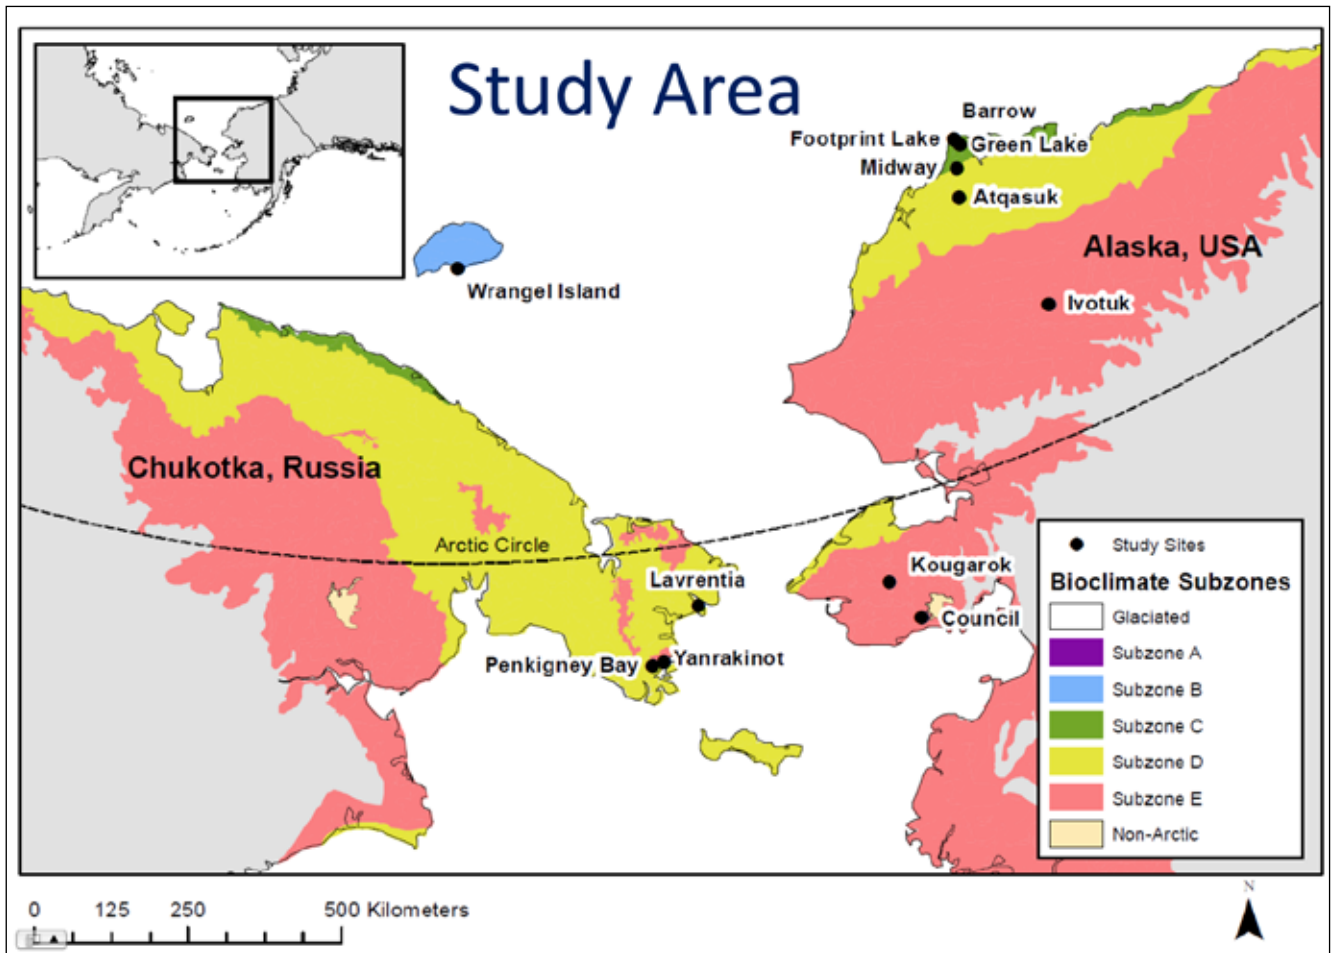 Study Area
Barrow
Footprint Lake
Green Lake
Midway
Atqasuk
Alaska, USA
Wrangel Island
Ivotuk
Chukotka, Russia
Arctic Circle
Lavrentia
Kougarok
Council
Penkigney Bay
Yanrakinot
Study Sites
Bioclimate Subzones
Glaciated
Subzone A
Subzone B
Subzone C
Subzone D
Subzone E
Non-Arctic
0 125 250 500 Kilometers
N